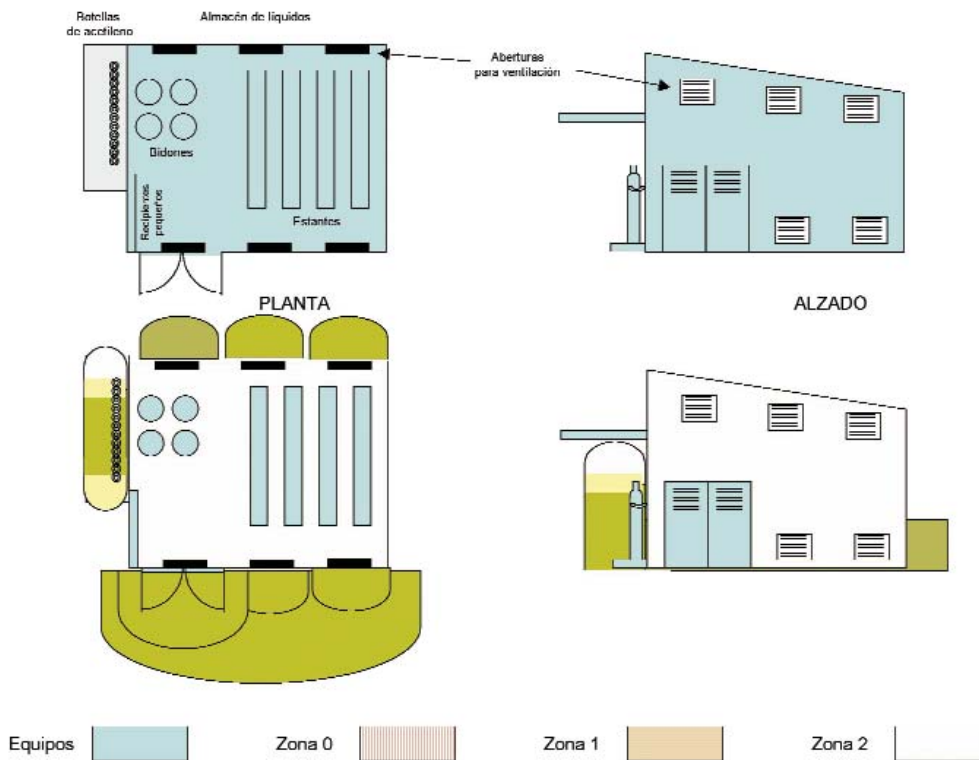 Botellas
de acetileno
Almacén de líquidos
Aberturas
para ventilación
Bidones
Recipientes
pequeños
Estantes
PLANTA
ALZADO
Equipos
Zona 0
Zona 1
Zona 2